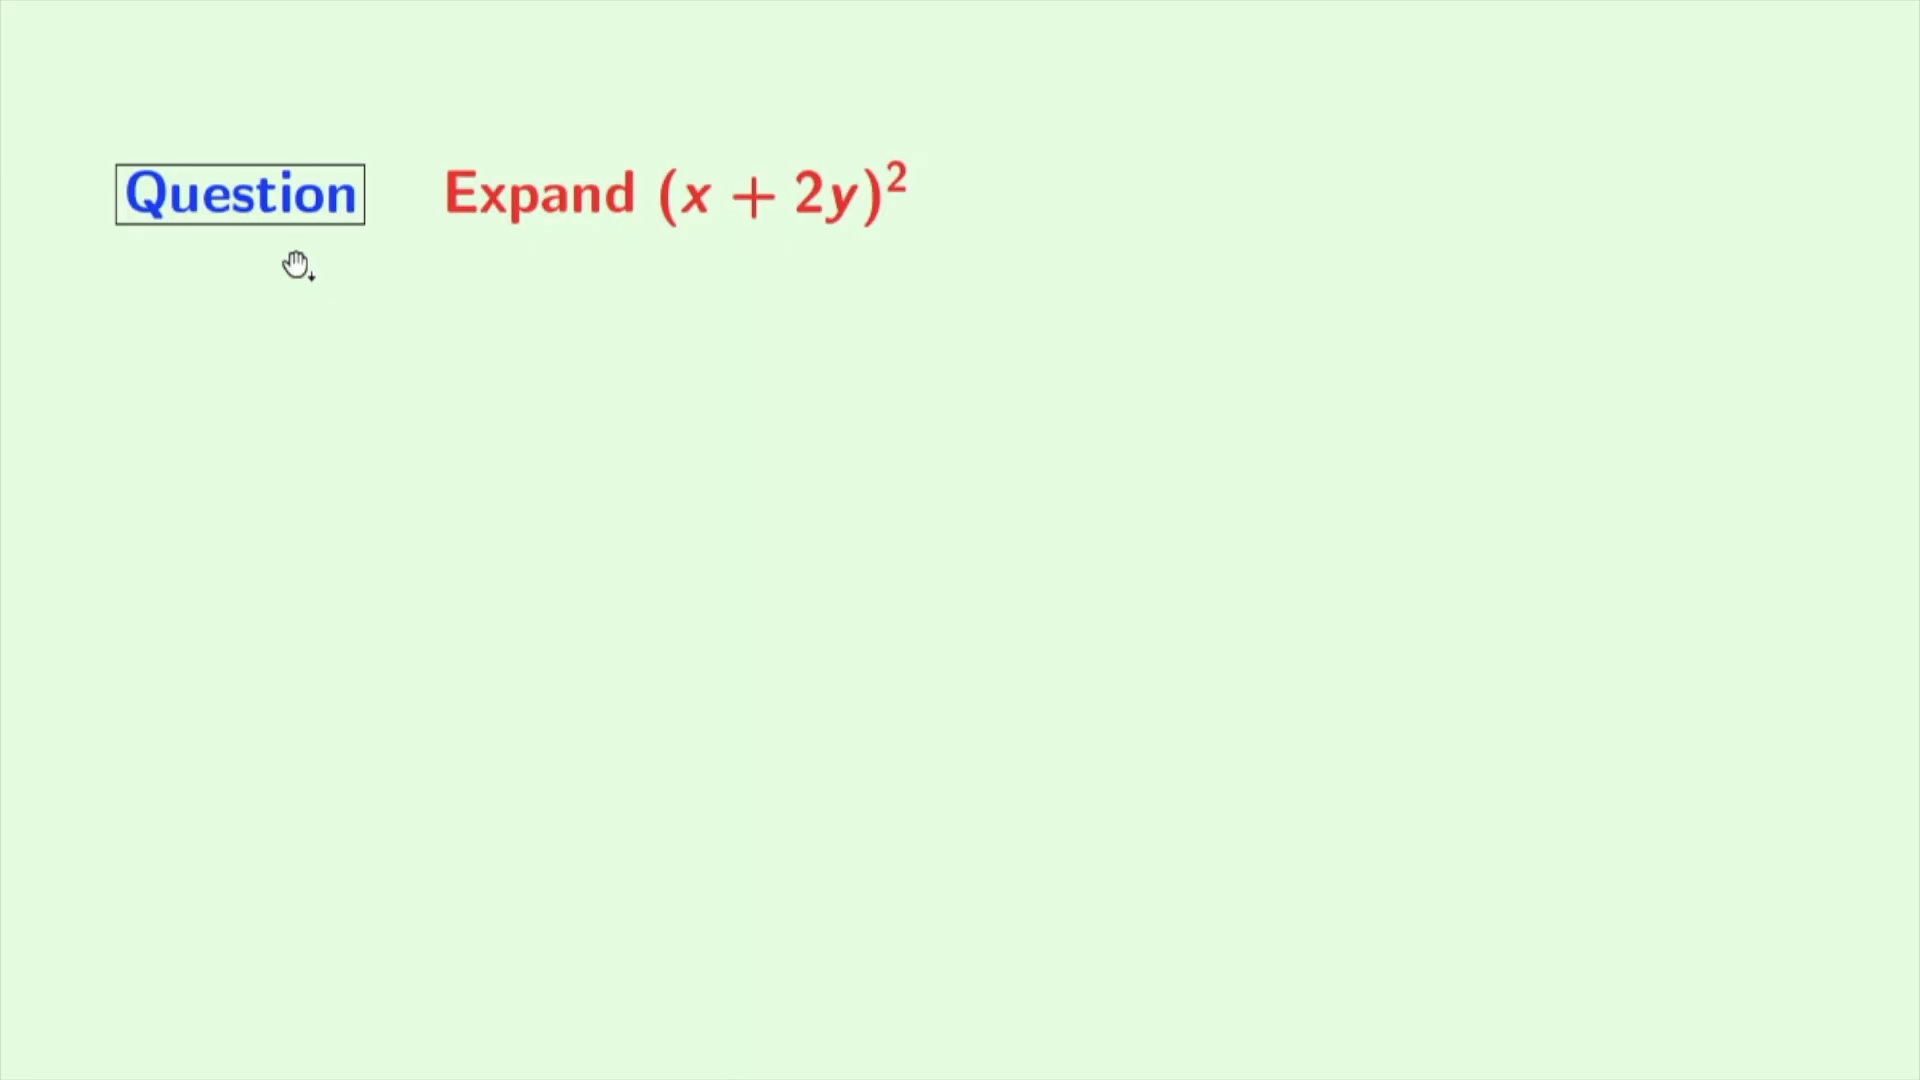 Question Expand (x + 2y)²